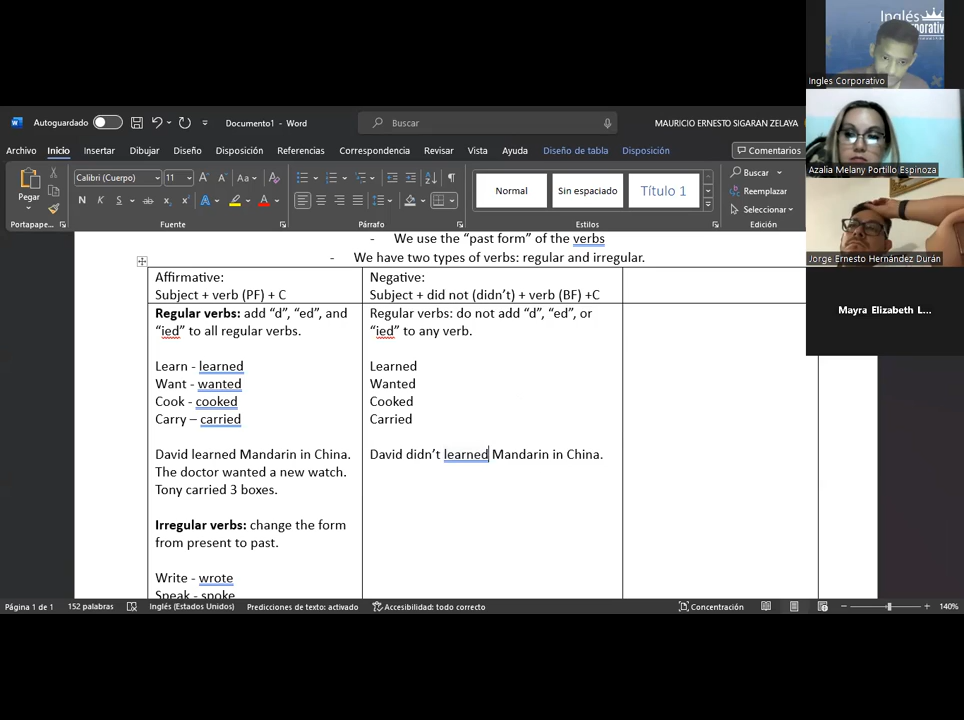 Inglés
Corporativo
Ingles Corporativo
Azalia Melany Portillo Espinoza
Jorge Ernesto Hernández Durán
Mayra Elizabeth L...
Autoguardado
Documento1 - Word
Buscar
MAURICIO ERNESTO SIGARAN ZELAYA
Archivo Inicio Insertar Dibujar Diseño Disposición Referencias Correspondencia Revisar Vista Ayuda Diseño de tabla Disposición Comentarios
Pegar
Calibri (Cuerpo) 11
Normal Sin espaciado Título 1
Buscar
Reemplazar
Seleccionar
Portapape... Fuente Párrafo Estilos Edición
- We use the “past form” of the verbs
- We have two types of verbs: regular and irregular.
Affirmative:
Subject + verb (PF) + C
Negative:
Subject + did not (didn’t) + verb (BF) +C
Regular verbs: add “d”, “ed”, and
“ied” to all regular verbs.
Learn - learned
Want - wanted
Cook - cooked
Carry – carried
David learned Mandarin in China.
The doctor wanted a new watch.
Tony carried 3 boxes.
Irregular verbs: change the form
from present to past.
Write - wrote
Speak - spoke
Regular verbs: do not add “d”, “ed”, or
“ied” to any verb.
Learned
Wanted
Cooked
Carried
David didn’t learned Mandarin in China.
Página 1 de 1 152 palabras Inglés (Estados Unidos) Predicciones de texto: activado Accesibilidad: todo correcto Concentración 140%